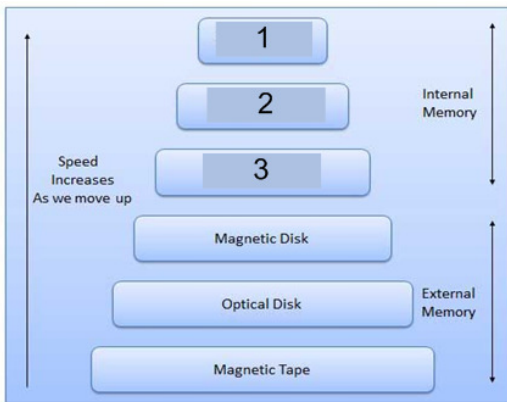 1
2
Internal
Memory
3
Speed
Increases
As we move up
Magnetic Disk
Optical Disk
External
Memory
Magnetic Tape